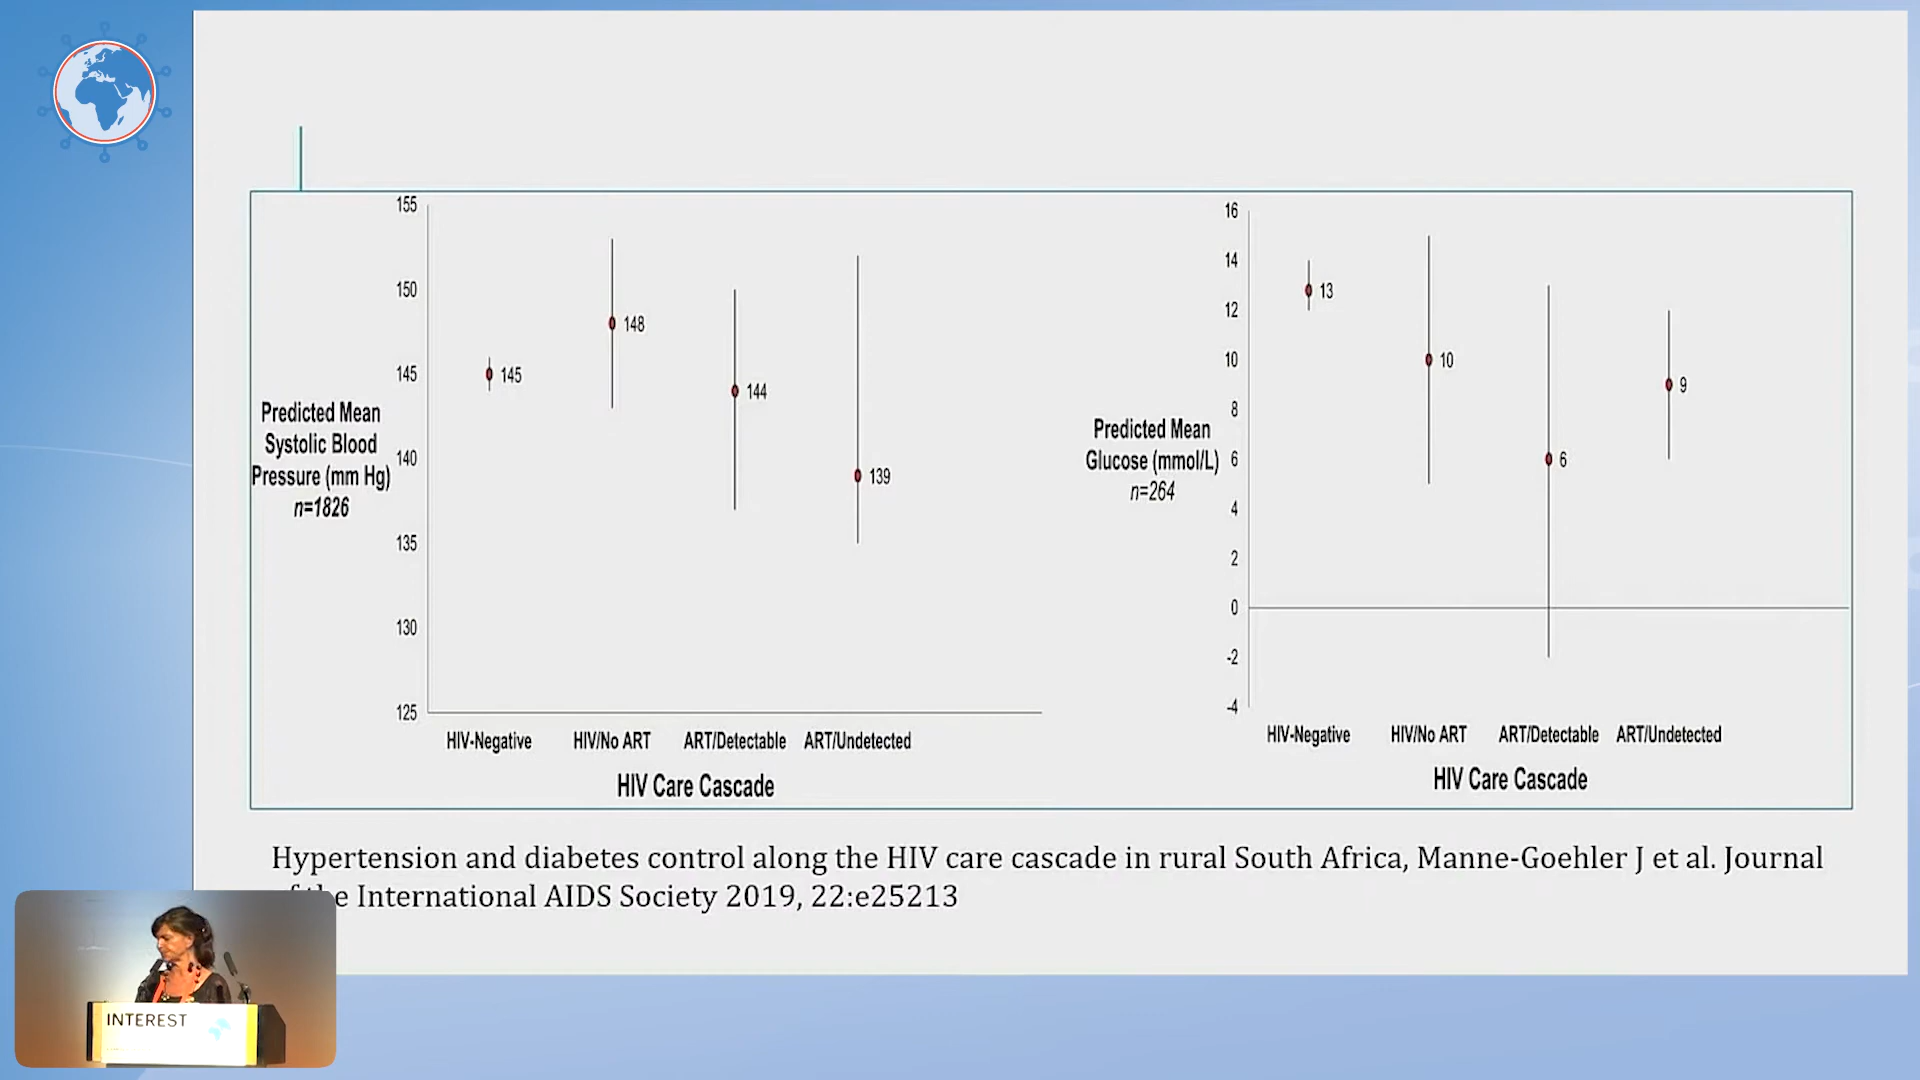 155
150
145
140
135
130
125
Predicted Mean
Systolic Blood
Pressure (mm Hg)
n=1826
145
148
144
139
HIV-Negative
HIV/No ART
ART/Detectable
ART/Undetected
HIV Care Cascade
16
14
12
10
8
6
4
2
0
-2
-4
Predicted Mean
Glucose (mmol/L)
n=264
13
10
6
9
HIV-Negative
HIV/No ART
ART/Detectable
ART/Undetected
HIV Care Cascade
Hypertension and diabetes control along the HIV care cascade in rural South Africa, Manne-Goehler J et al. Journal
International AIDS Society 2019, 22:e25213
INTEREST